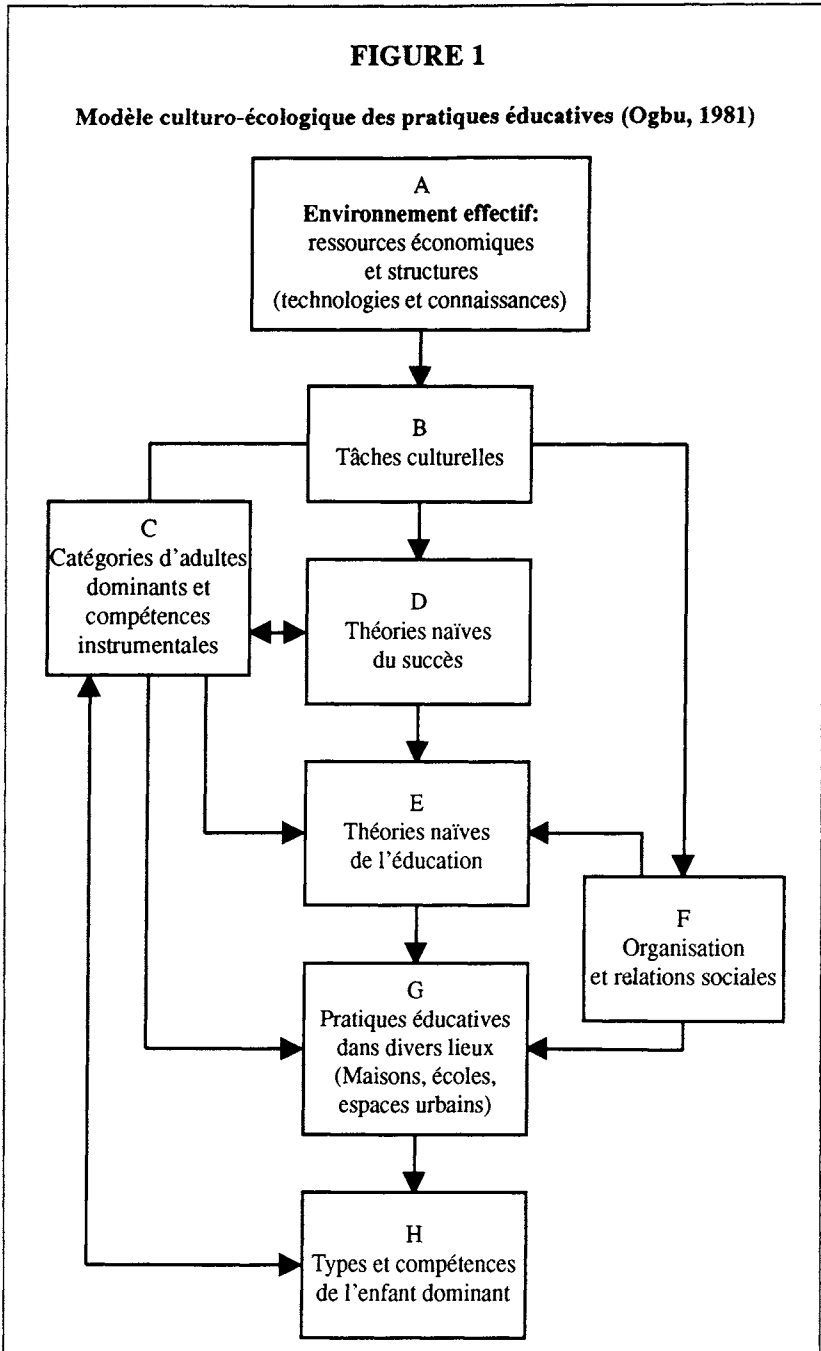 FIGURE 1
Modèle culturo-écologique des pratiques éducatives (Ogbu, 1981)
A
Environnement effectif:
ressources économiques
et structures
(technologies et connaissances)
B
Tâches culturelles
C
Catégories d'adultes
dominants et
compétences
instrumentales
D
Théories naïves
du succès
E
Théories naïves
de l'éducation
F
Organisation
et relations sociales
G
Pratiques éducatives
dans divers lieux
(Maisons, écoles,
espaces urbains)
H
Types et compétences
de l'enfant dominant